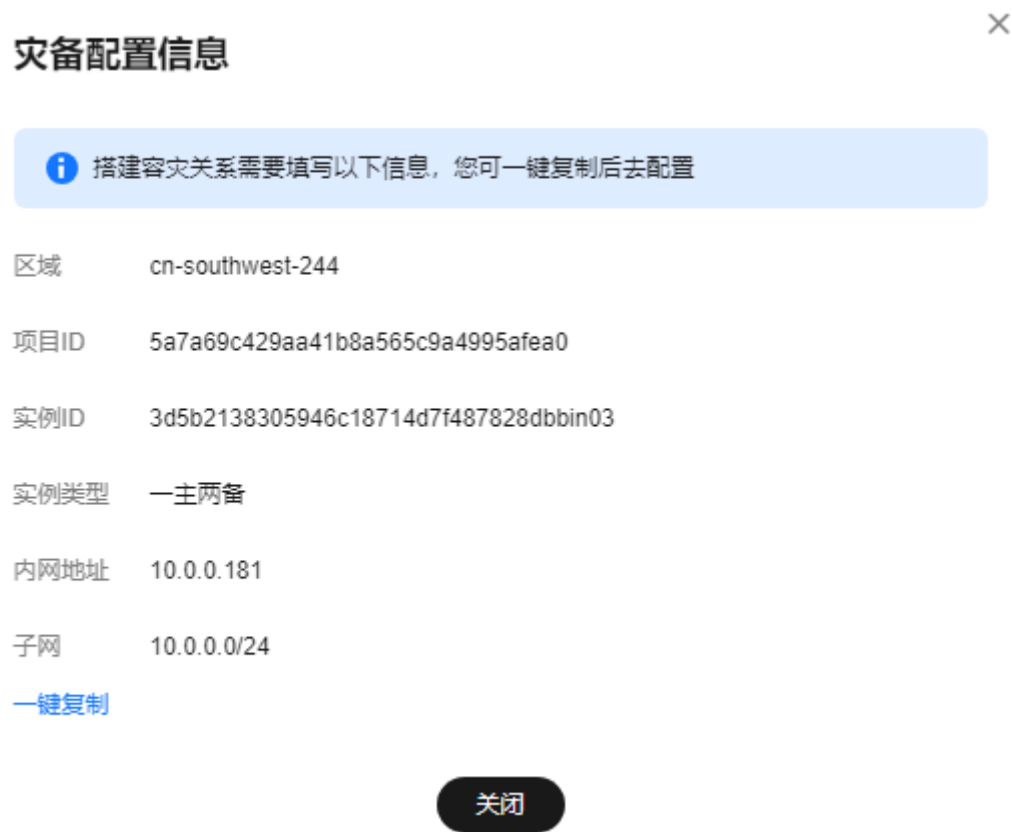 灾备配置信息
搭建容灾关系需要填写以下信息，您可一键复制后去配置
区域 cn-southwest-244
项目ID 5a7a69c429aa41b8a565c9a4995afea0
实例ID 3d5b2138305946c18714d7f487828dbbin03
实例类型 一主两备
内网地址 10.0.0.181
子网 10.0.0.0/24
一键复制
关闭